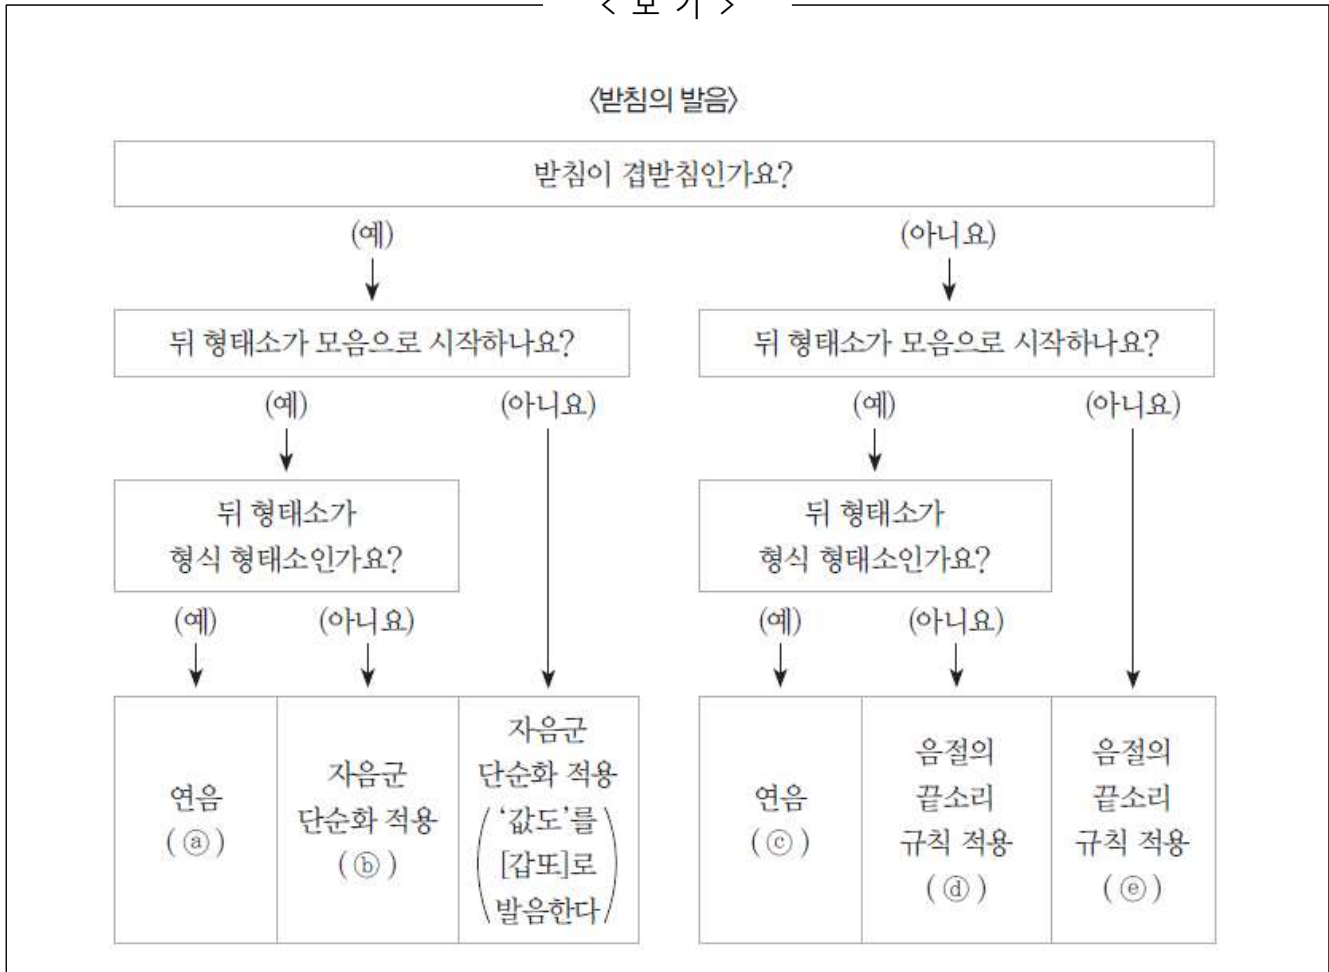 < 보 기 >
〈받침의 발음〉
받침이 겹받침인가요?
(예)
(아니요)
뒤 형태소가 모음으로 시작하나요?
뒤 형태소가 모음으로 시작하나요?
(예)
(아니요)
(예)
(아니요)
뒤 형태소가
형식 형태소인가요?
뒤 형태소가
형식 형태소인가요?
(예)
(아니요)
(예)
(아니요)
연음
( ⓐ )
자음군
단순화 적용
( ⓑ )
자음군
단순화 적용
( ‘값도’를
[갑또]로
발음한다 )
연음
( ⓒ )
음절의
끝소리
규칙 적용
( ⓓ )
음절의
끝소리
규칙 적용
( ⓔ )